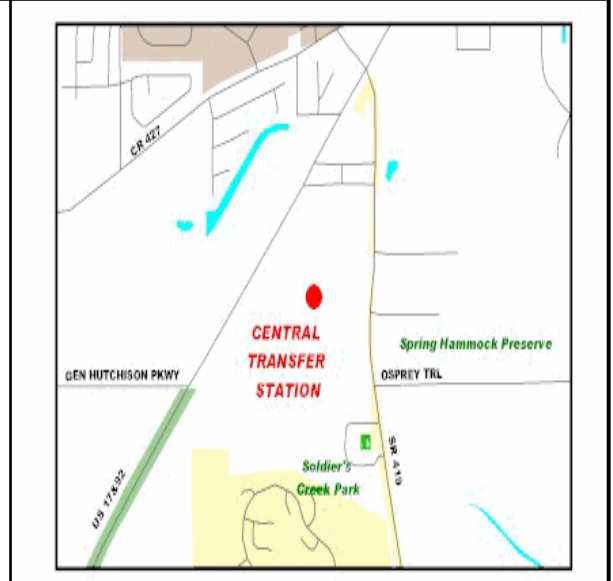 CR 427
CENTRAL
TRANSFER
STATION
Spring Hammock Preserve
GEN HUTCHISON PKWY
OSPREY TRL
SR 419
Soldier's
Creek Park
US 17&92